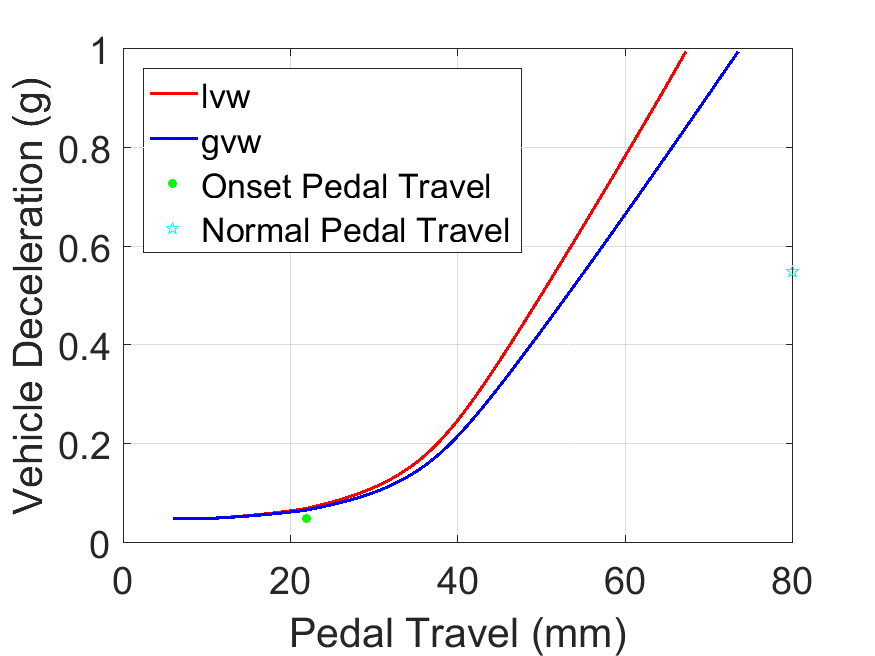 1
0.8
0.6
0.4
0.2
0
0
20
40
60
80
Vehicle Deceleration (g)
Pedal Travel (mm)
lvw
gvw
Onset Pedal Travel
Normal Pedal Travel